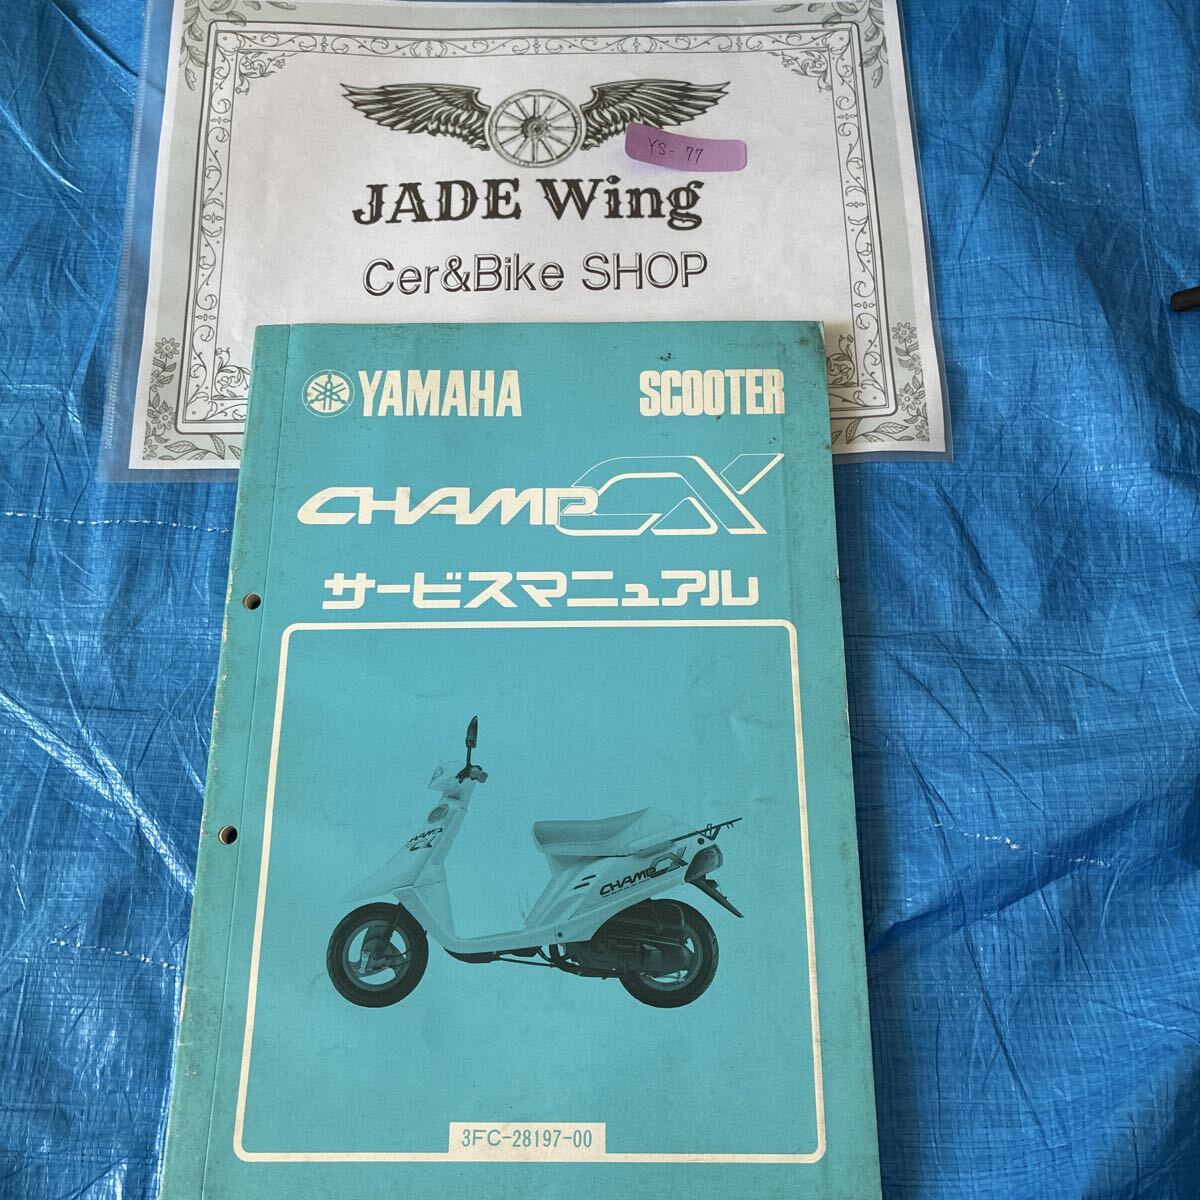 YS-77
JADE Wing
Cer&Bike SHOP
YAMAHA SCOOTER
CHAMP CX
サービスマニュアル
CHAMP
CX
CHAMP CX
3FC-28197-00